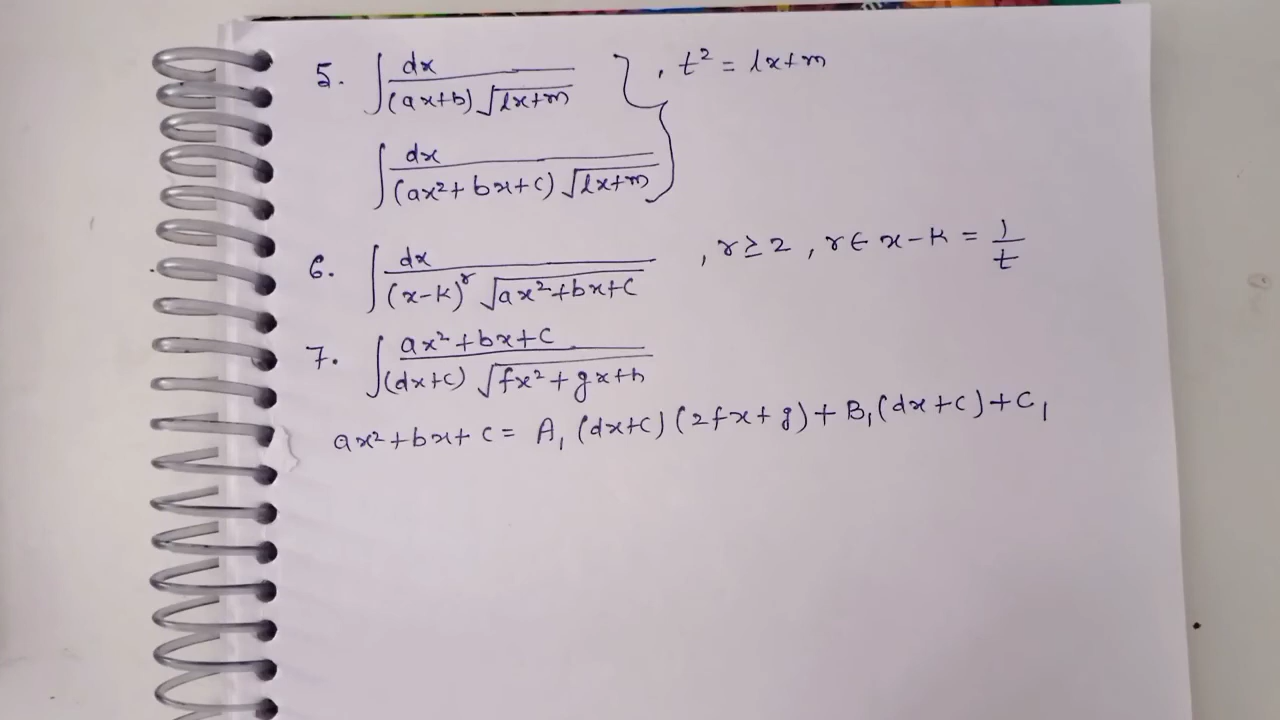 5. ∫ dx / (ax+b) √(lx+m) } , t² = lx+m
∫ dx / (ax²+bx+c) √(lx+m)
6. ∫ dx / (x-k)^r √(ax²+bx+c) , r ≥ 2 , r ∈ x-k = 1/t
7. ∫ ax²+bx+c / (dx+c) √(fx²+gx+h)
ax²+bx+c = A₁ (dx+c) (2fx+g) + B₁ (dx+c) + C₁